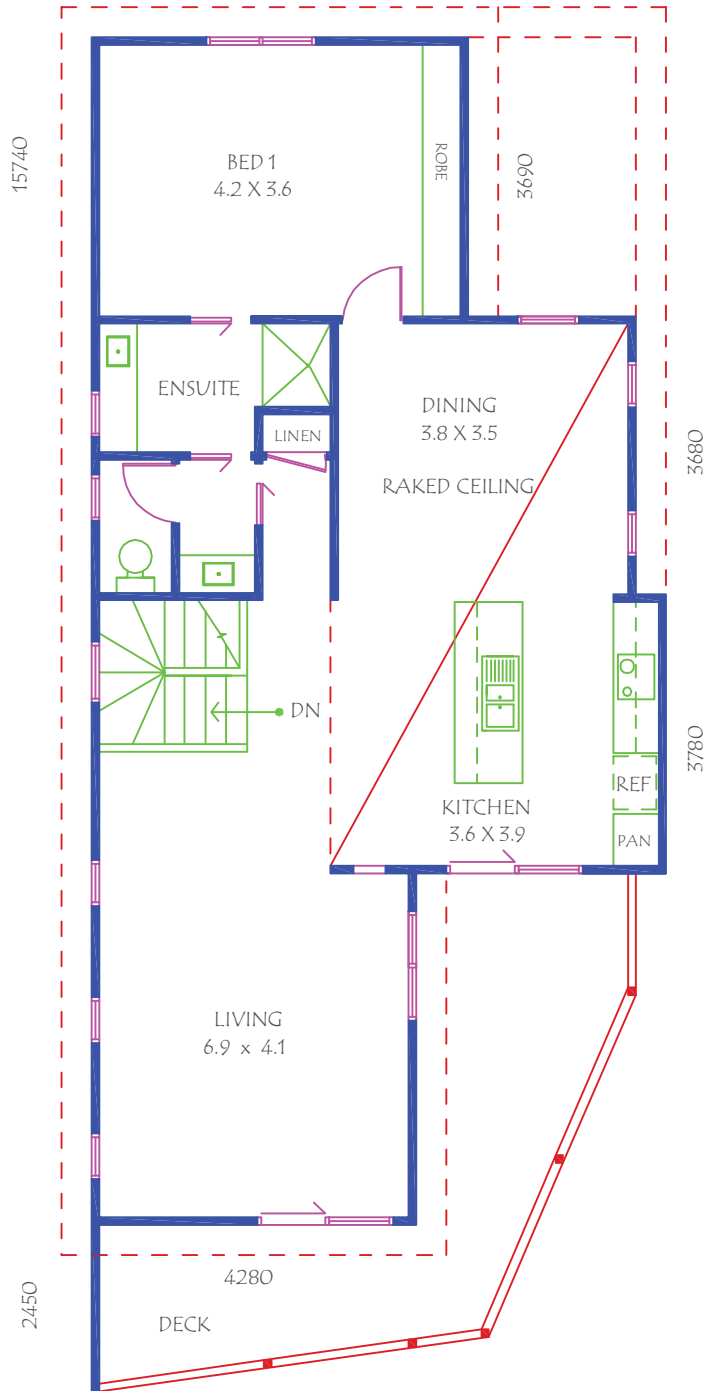 15740
BED 1
4.2 X 3.6
ROBE
3690
ENSUITE
LINEN
DINING
3.8 X 3.5
RAKED CEILING
3680
DN
3780
REF
KITCHEN
3.6 X 3.9
PAN
LIVING
6.9 x 4.1
4280
2450
DECK